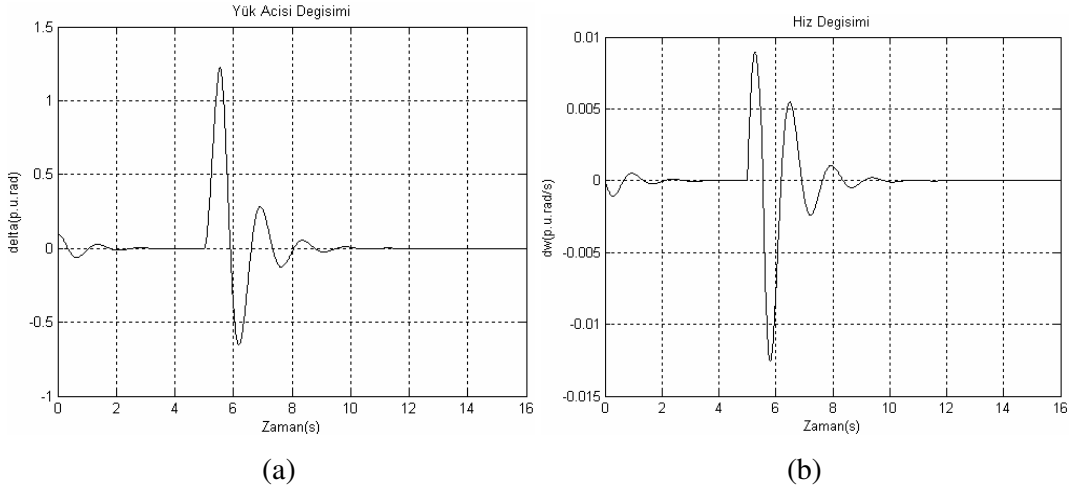 Yük Acisi Degisimi
1.5
1
0.5
0
-0.5
-1
delta(p.u.rad)
0 2 4 6 8 10 12 14 16
Zaman(s)
(a)
Hiz Degisimi
0.01
0.005
0
-0.005
-0.01
-0.015
dw(p.u.rad/s)
0 2 4 6 8 10 12 14 16
Zaman(s)
(b)